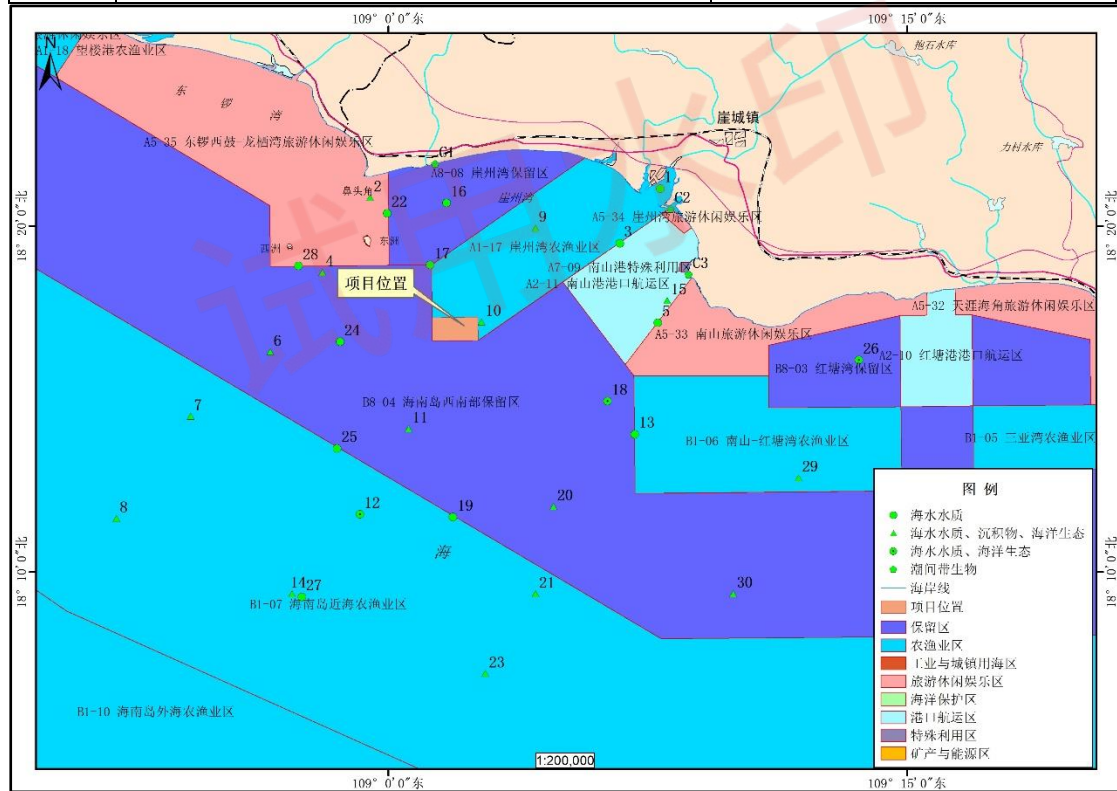 109° 0′0″东
109° 15′0″东
N
A1-18 望楼港农渔业区
东
锣
湾
抱石水库
崖城镇
力村水库
A5-35 东锣西鼓-龙栖湾旅游休闲娱乐区
C1
A8-08 崖州湾保留区
2
鼻头角
22
16
崖州湾
1
C2
A5-34 崖州湾旅游休闲娱乐区
9
3
18° 20′0″北
18° 20′0″北
西洲
东洲
A1-17 崖州湾农渔业区
28
4
17
A7-09 南山港特殊利用区
C3
项目位置
A2-11 南山港港口航运区
15
A5-32 天涯海角旅游休闲娱乐区
10
5
A5-33 南山旅游休闲娱乐区
24
6
26
A2-10 红塘港港口航运区
B8-03 红塘湾保留区
7
B8-04 海南岛西南部保留区
11
18
13
25
B1-06 南山-红塘湾农渔业区
B1-05 三亚湾农渔业区
29
8
12
19
20
海
18° 10′0″北
18° 10′0″北
14
27
B1-07 海南岛近海农渔业区
21
30
23
B1-10 海南岛外海农渔业区
图 例
海水水质
海水水质、沉积物、海洋生态
海水水质、海洋生态
潮间带生物
海岸线
项目位置
保留区
农渔业区
工业与城镇用海区
旅游休闲娱乐区
海洋保护区
港口航运区
特殊利用区
矿产与能源区
1:200,000
109° 0′0″东
109° 15′0″东
试用水印